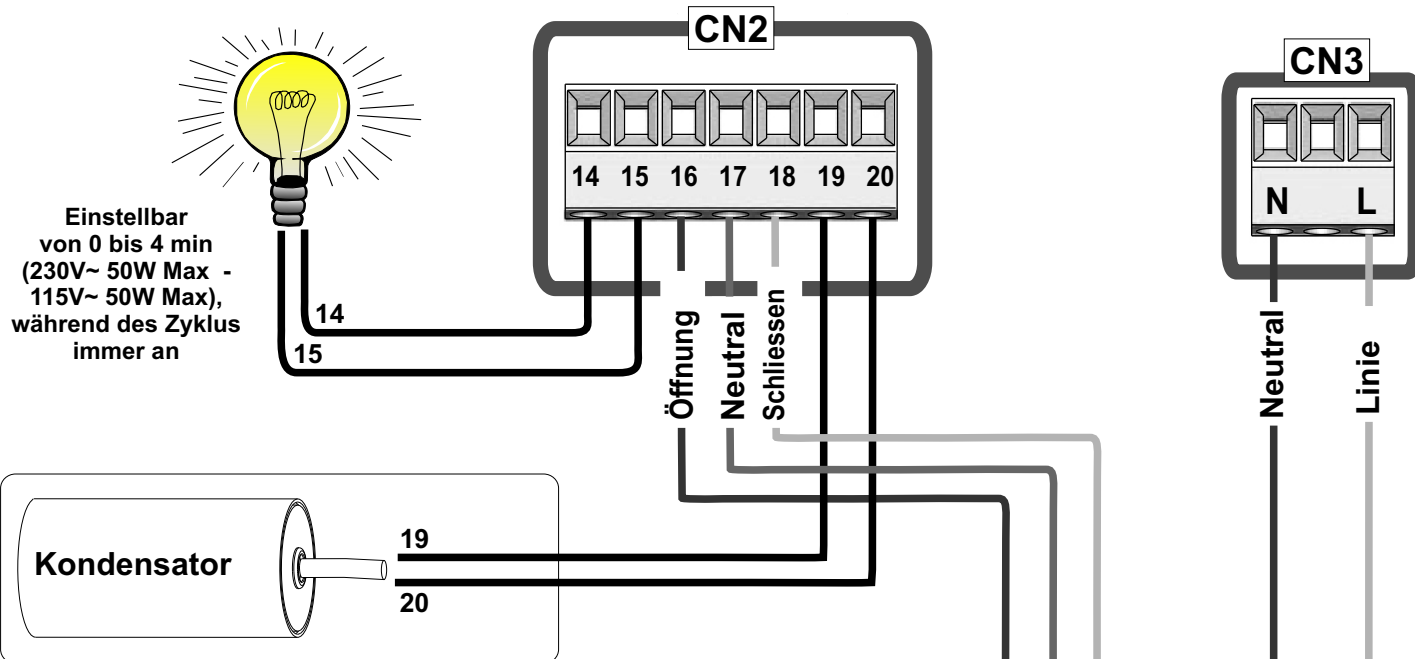 CN2
14 15 16 17 18 19 20
Einstellbar
von 0 bis 4 min
(230V~ 50W Max -
115V~ 50W Max),
während des Zyklus
immer an
14
15
Öffnung
Neutral
Schliessen
Kondensator
19
20
CN3
N L
Neutral
Linie